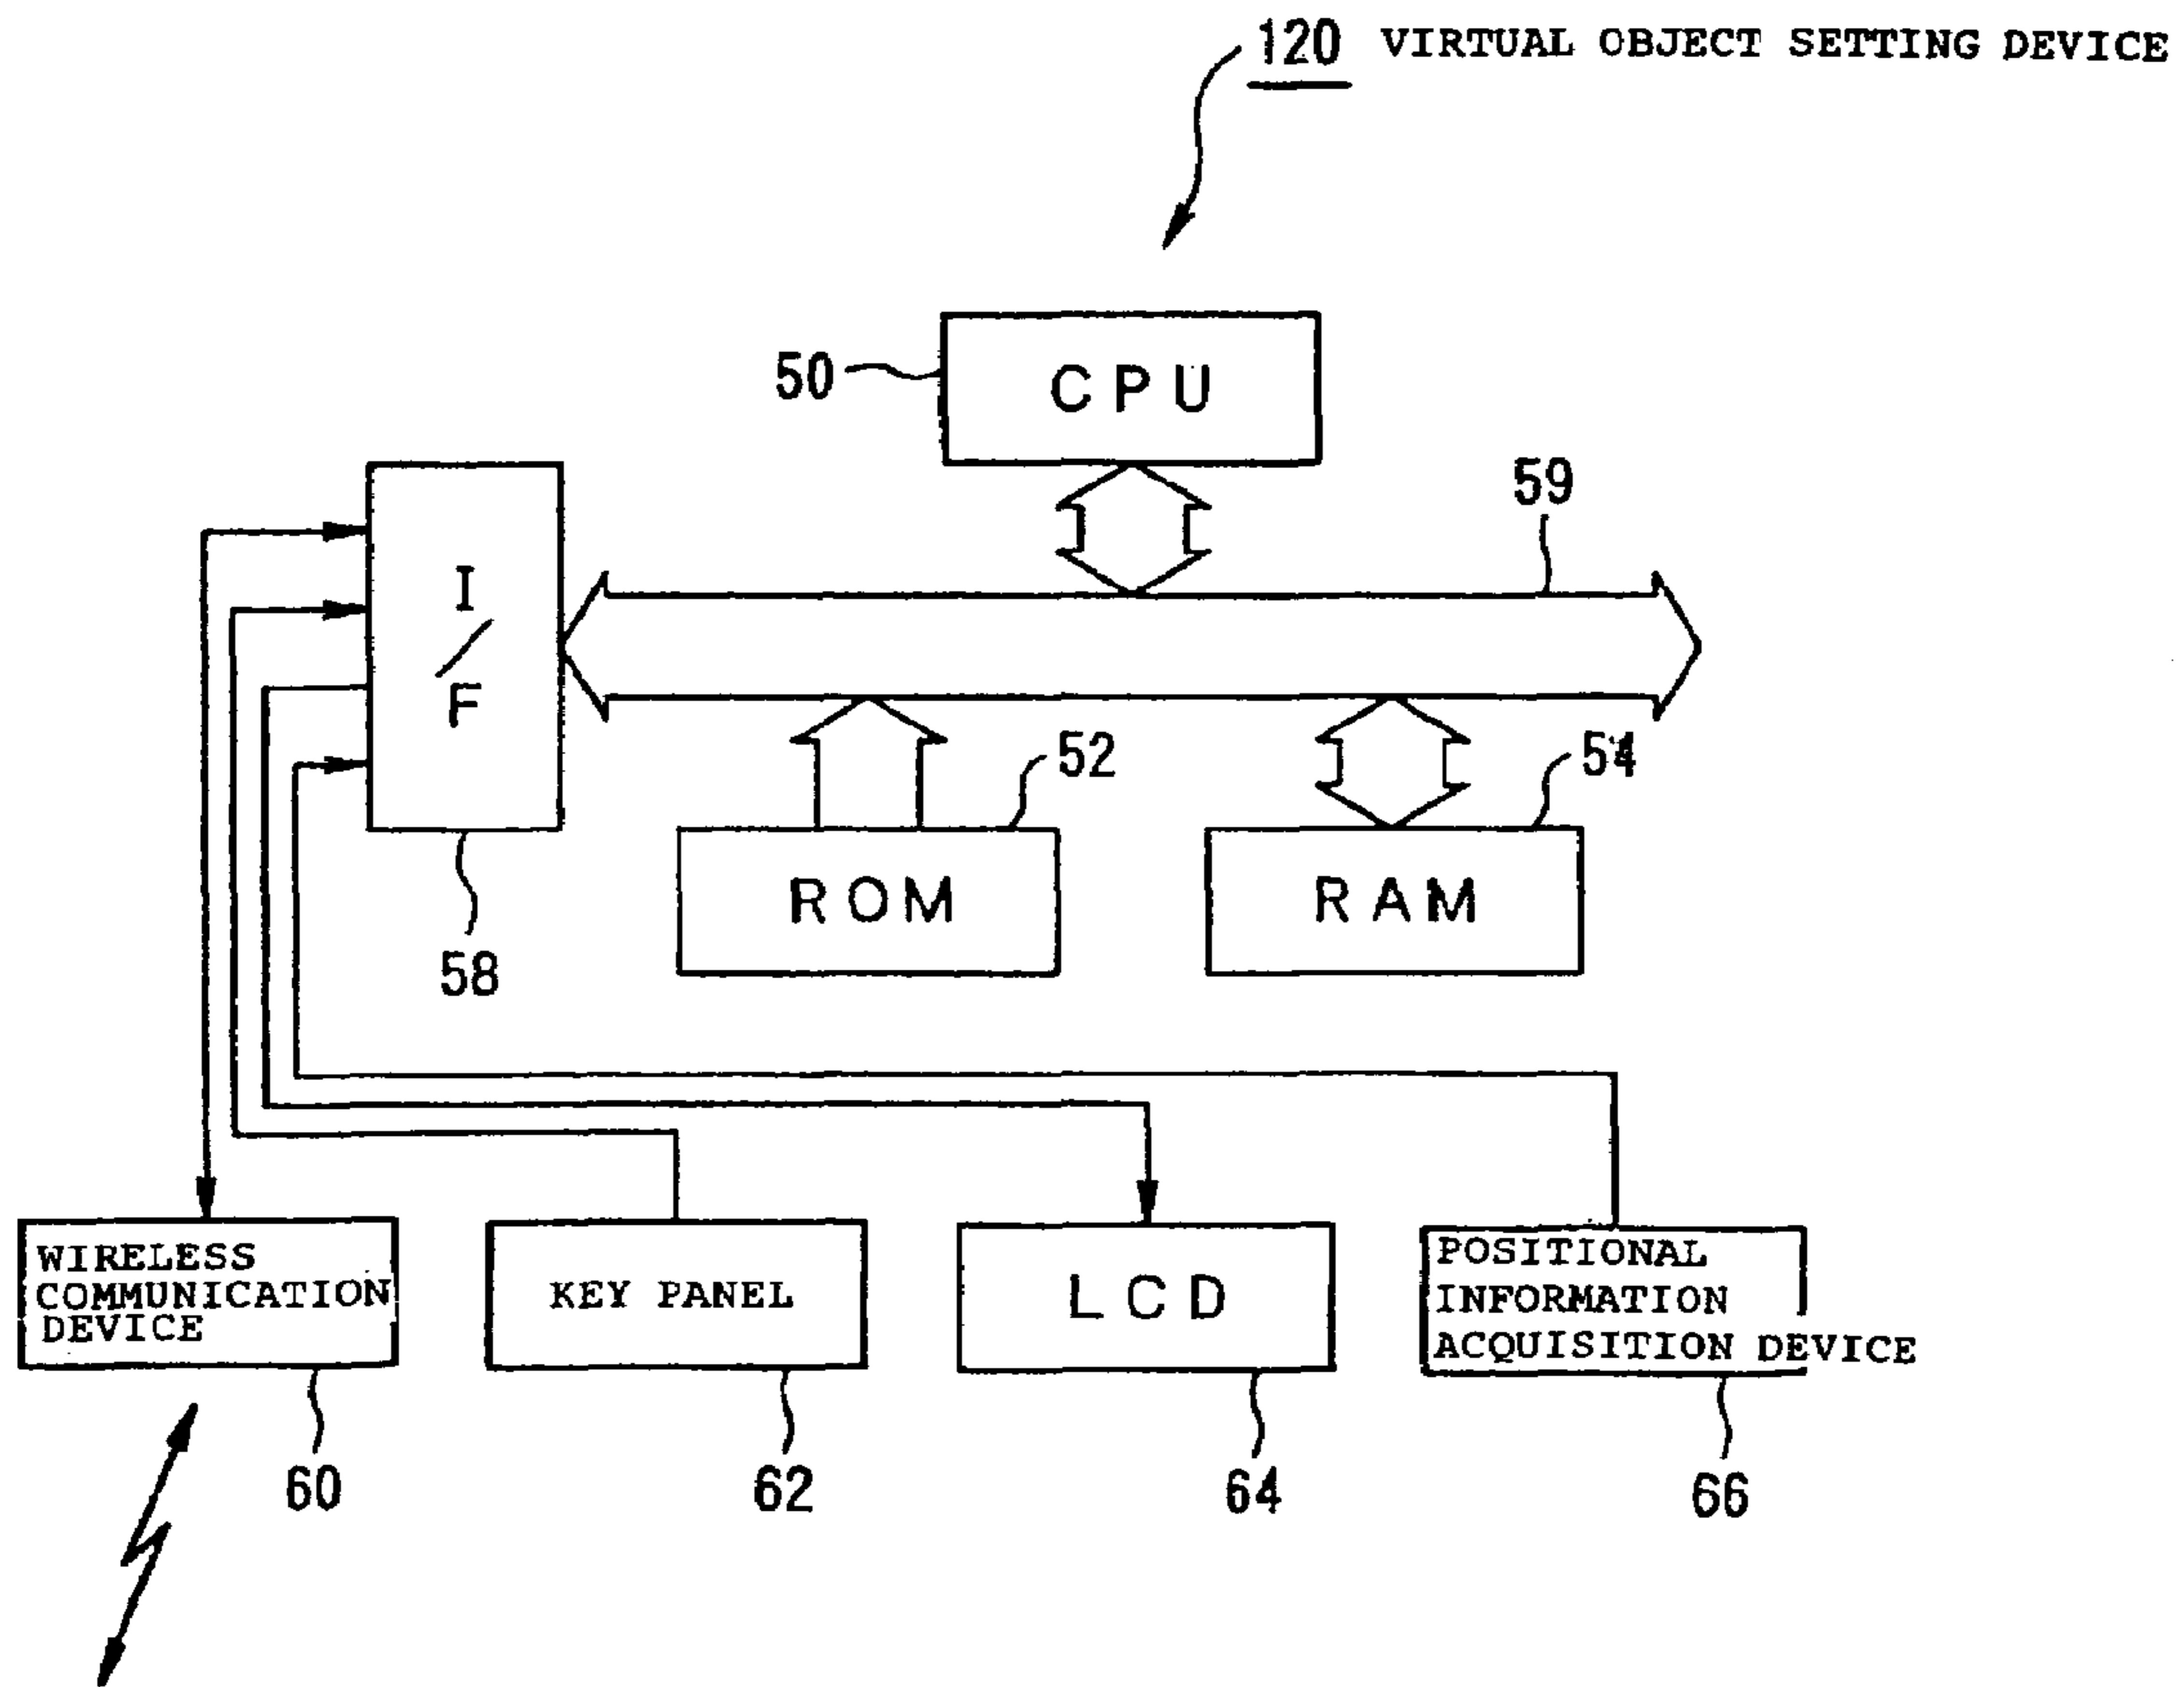 120 VIRTUAL OBJECT SETTING DEVICE
50
CPU
59
I/F
52
54
ROM
RAM
58
WIRELESS
COMMUNICATION
DEVICE
KEY PANEL
LCD
POSITIONAL
INFORMATION
ACQUISITION DEVICE
60
62
64
66